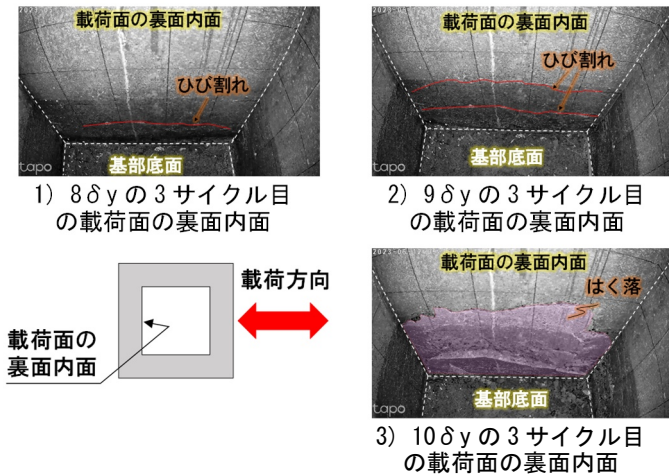 載荷面の裏面内面
ひび割れ
基部底面
tapo
1) 8δyの3サイクル目
の載荷面の裏面内面
載荷面の裏面内面
ひび割れ
基部底面
tapo
2) 9δyの3サイクル目
の載荷面の裏面内面
載荷方向
載荷面の
裏面内面
載荷面の裏面内面
はく落
基部底面
tapo
3) 10δyの3サイクル目
の載荷面の裏面内面